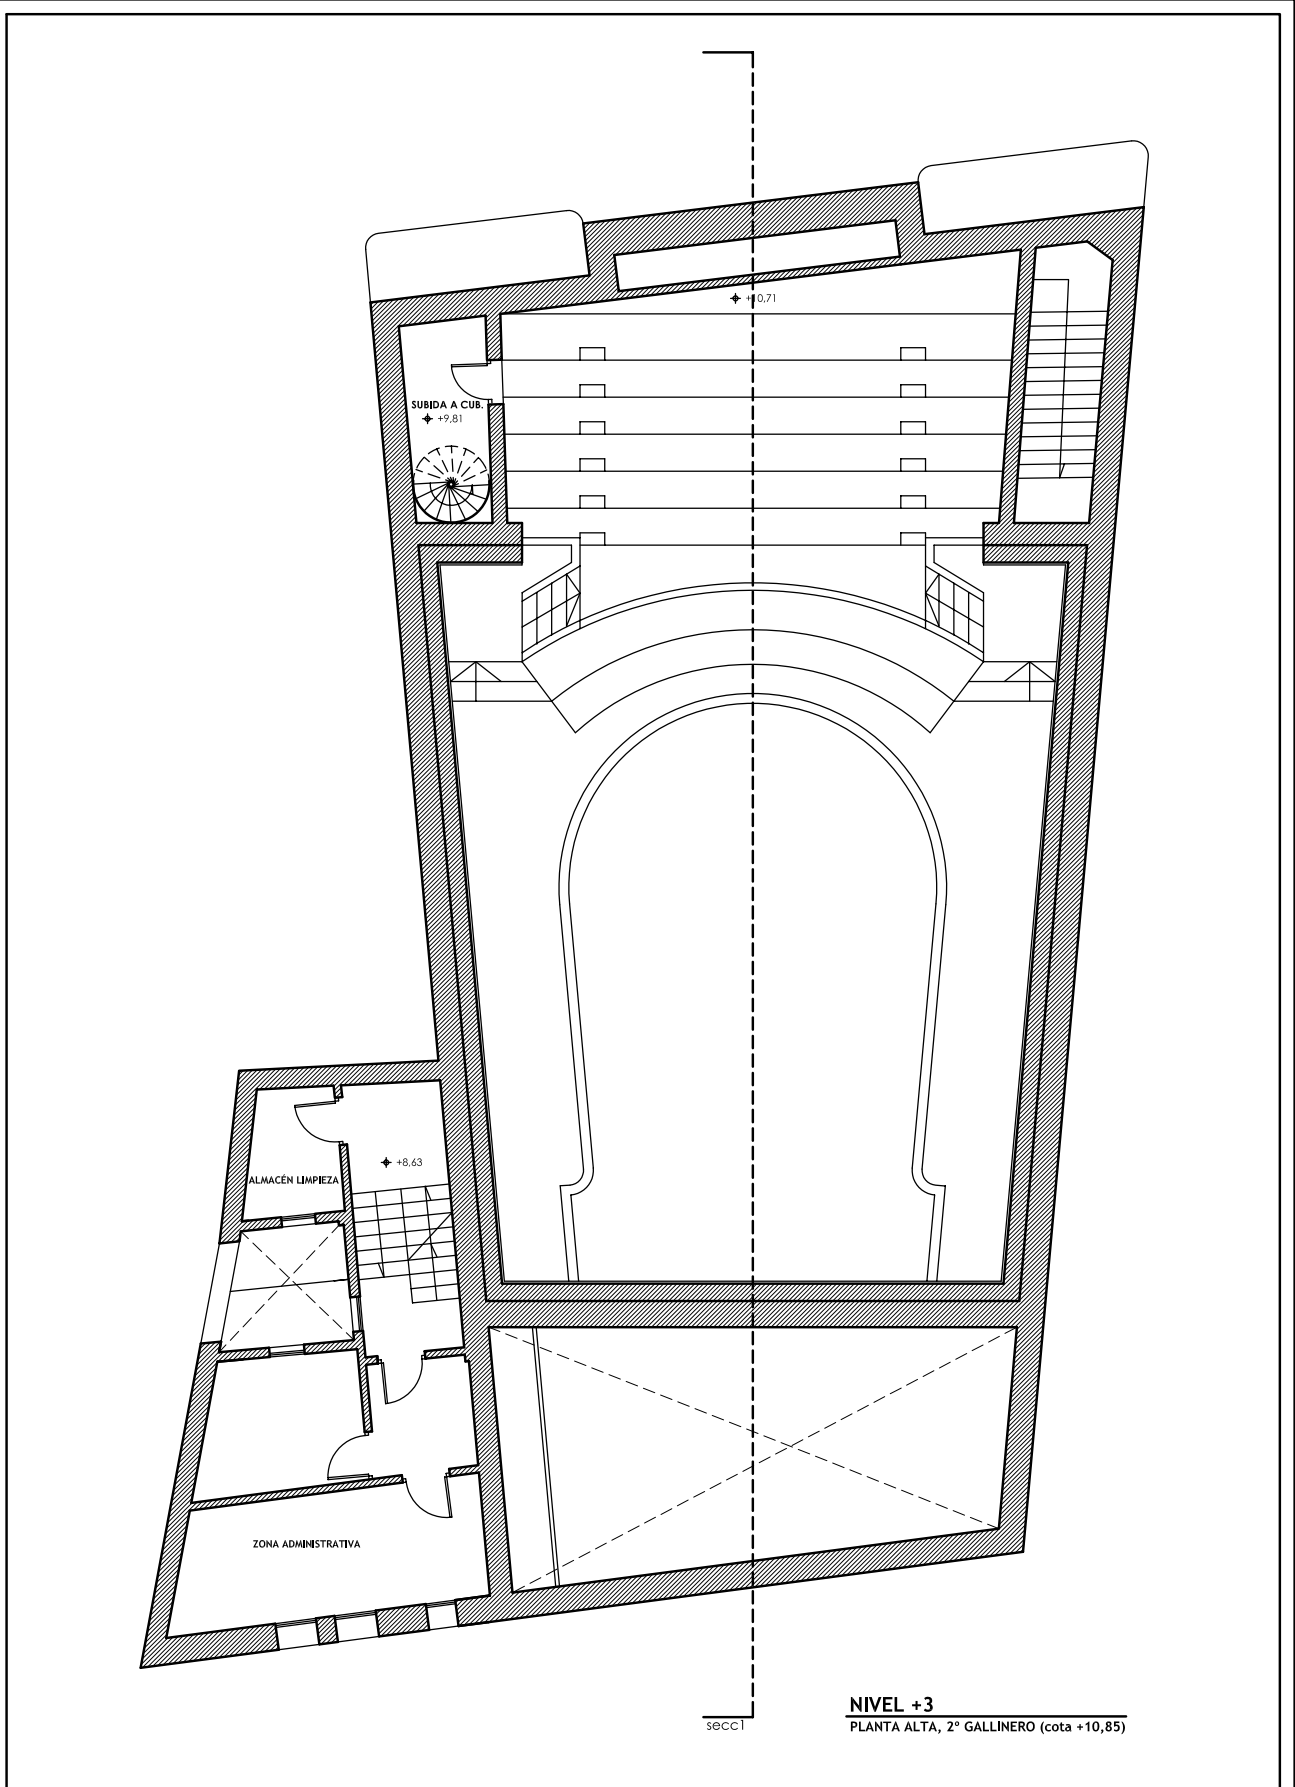 +10,71
SUBIDA A CUB.
+9,81
+8,63
ALMACÉN LIMPIEZA
ZONA ADMINISTRATIVA
NIVEL +3
secc1
PLANTA ALTA, 2º GALLINERO (cota +10,85)